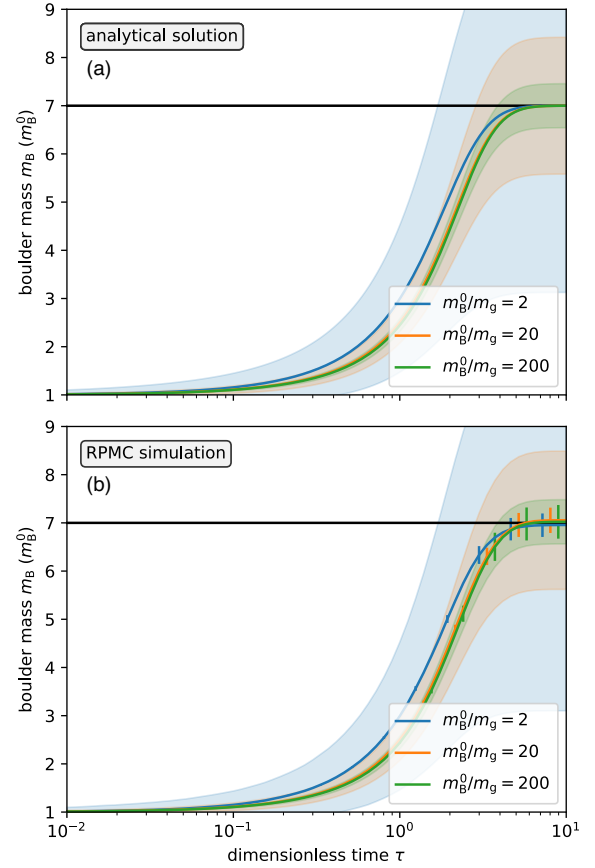 9
8
7
6
5
4
3
2
1
boulder mass m_B (m_B^0)
analytical solution
(a)
m_B^0/m_g = 2
m_B^0/m_g = 20
m_B^0/m_g = 200
9
8
7
6
5
4
3
2
1
boulder mass m_B (m_B^0)
RPMC simulation
(b)
m_B^0/m_g = 2
m_B^0/m_g = 20
m_B^0/m_g = 200
10^−2
10^−1
10^0
10^1
dimensionless time τ